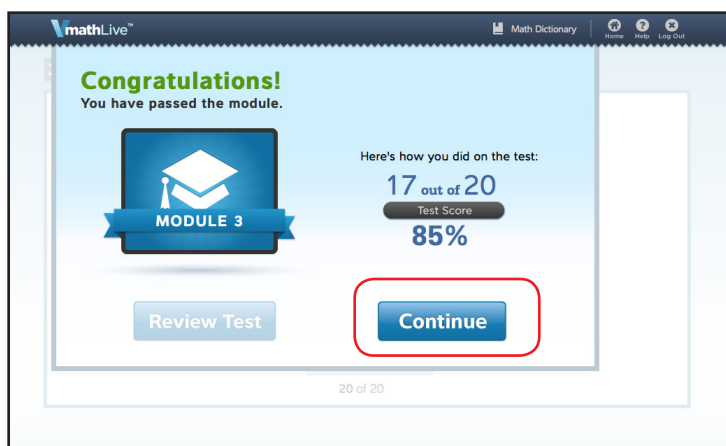 VmathLive™
Math Dictionary
Home Help Log Out
Congratulations!
You have passed the module.
MODULE 3
Here's how you did on the test:
17 out of 20
Test Score
85%
Review Test
Continue
20 of 20